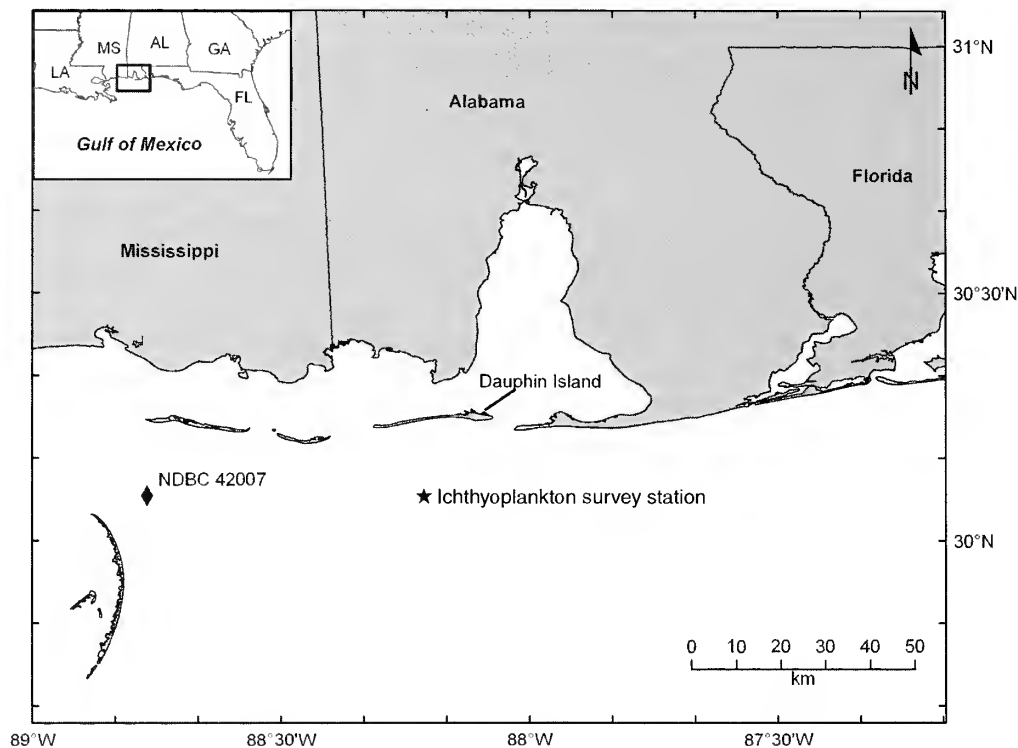 MS
AL
GA
LA
FL
Gulf of Mexico
Alabama
Florida
Mississippi
Dauphin Island
NDBC 42007
Ichthyoplankton survey station
N
31°N
30°30'N
30°N
0 10 20 30 40 50
km
89°W
88°30'W
88°W
87°30'W